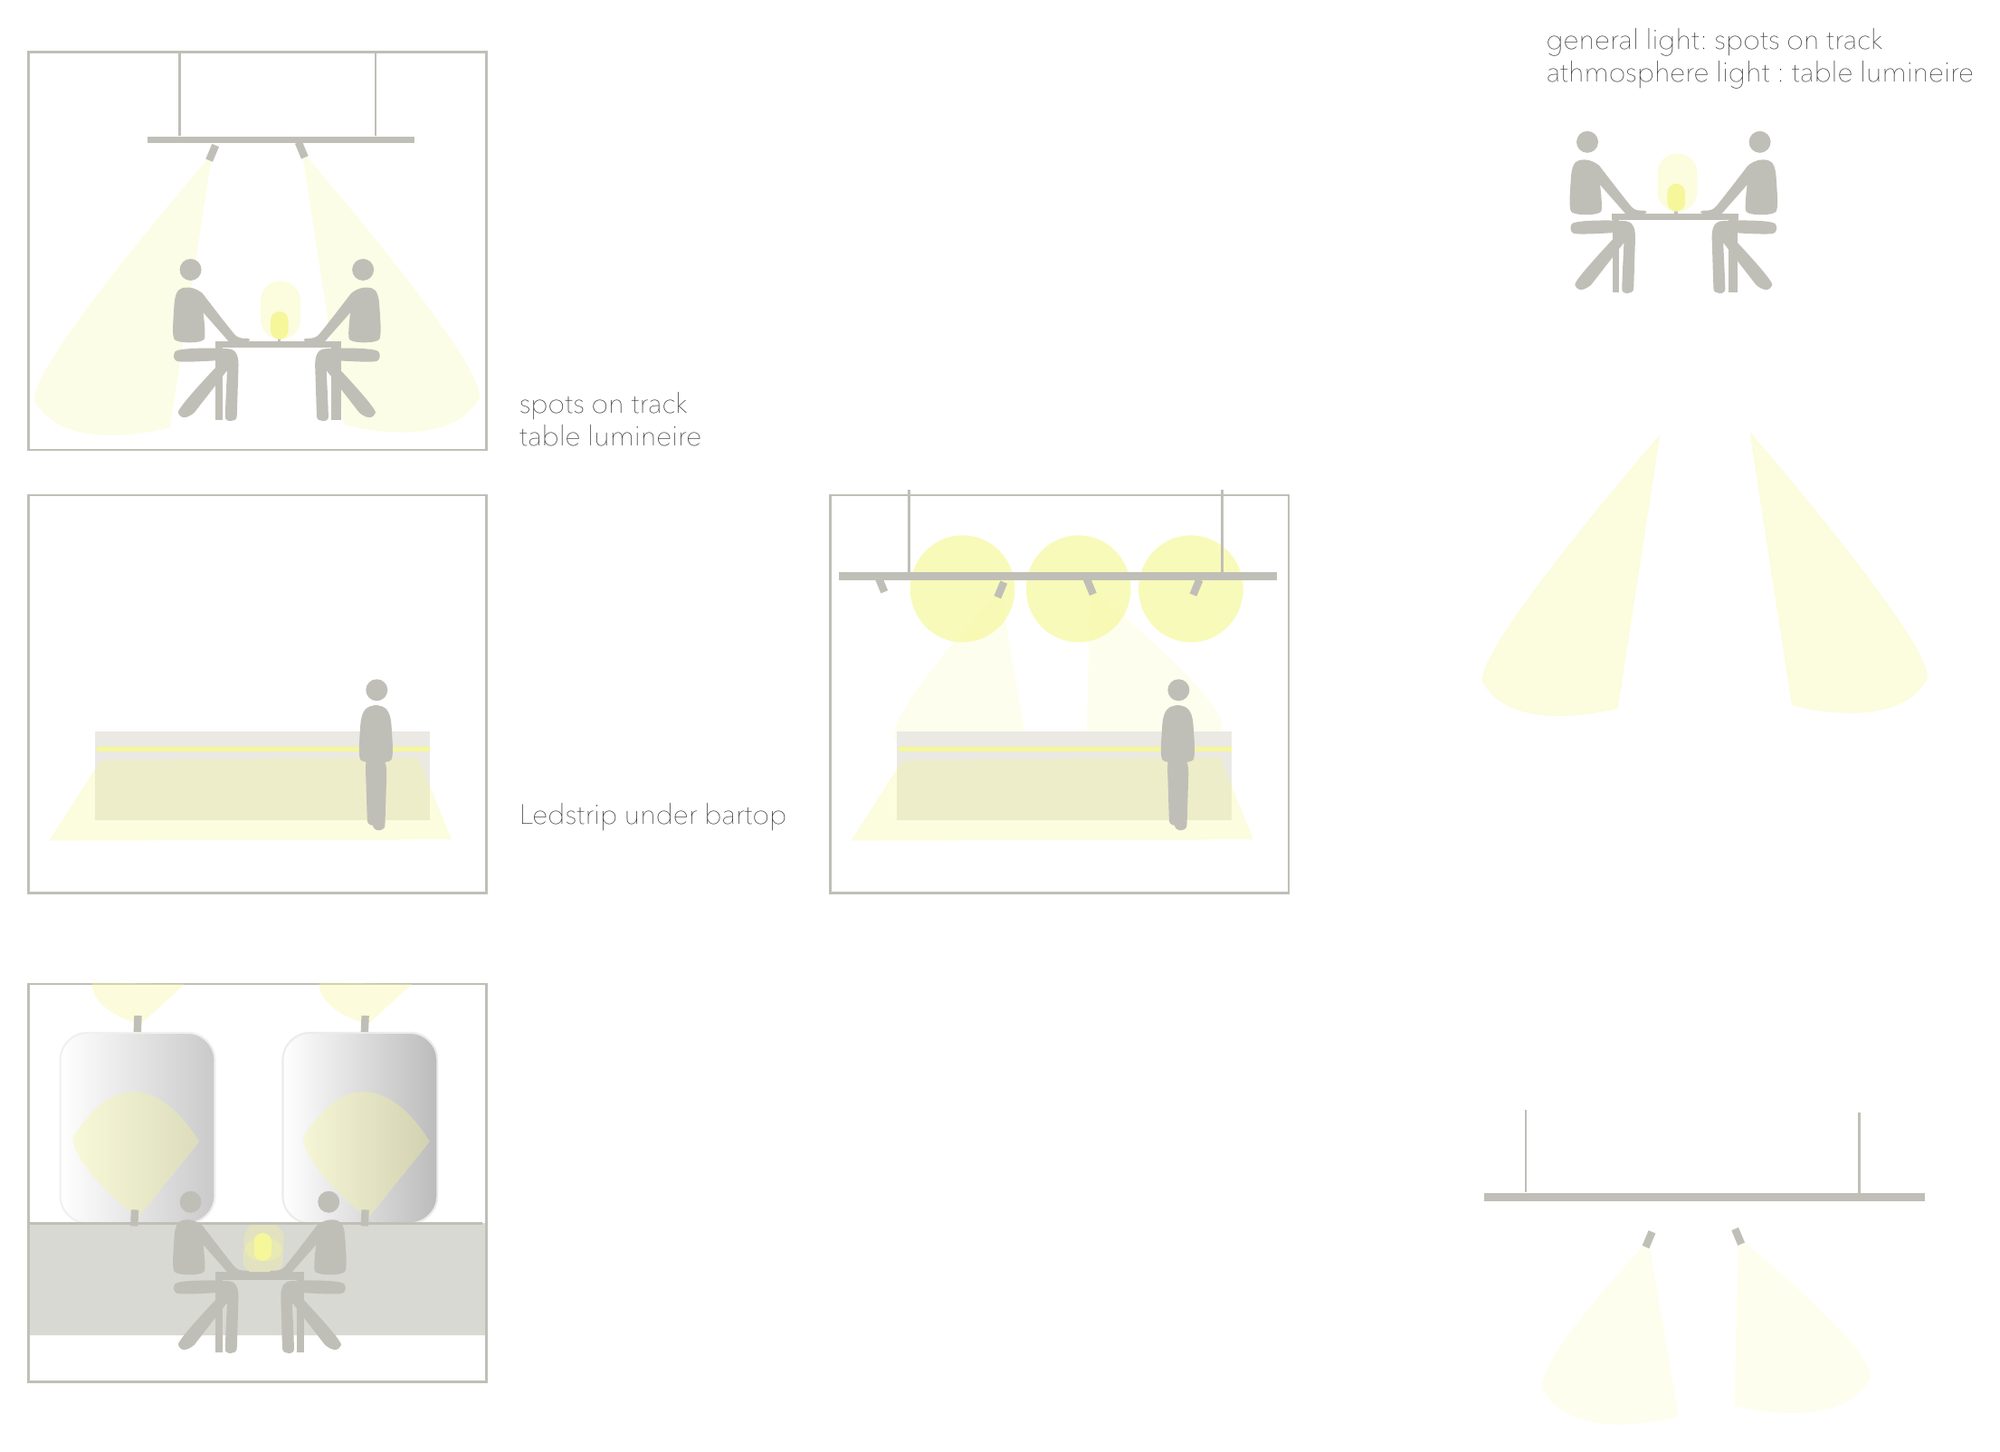 general light: spots on track
athmosphere light : table lumineire
spots on track
table lumineire
Ledstrip under bartop